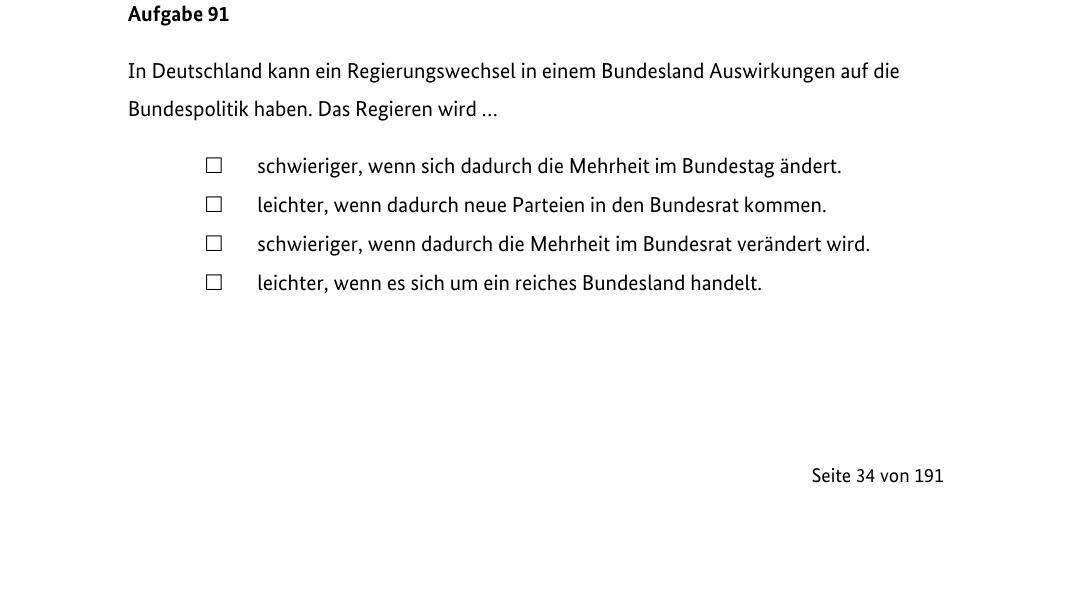 Aufgabe 91
In Deutschland kann ein Regierungswechsel in einem Bundesland Auswirkungen auf die
Bundespolitik haben. Das Regieren wird …
☐ schwieriger, wenn sich dadurch die Mehrheit im Bundestag ändert.
☐ leichter, wenn dadurch neue Parteien in den Bundesrat kommen.
☐ schwieriger, wenn dadurch die Mehrheit im Bundesrat verändert wird.
☐ leichter, wenn es sich um ein reiches Bundesland handelt.
Seite 34 von 191